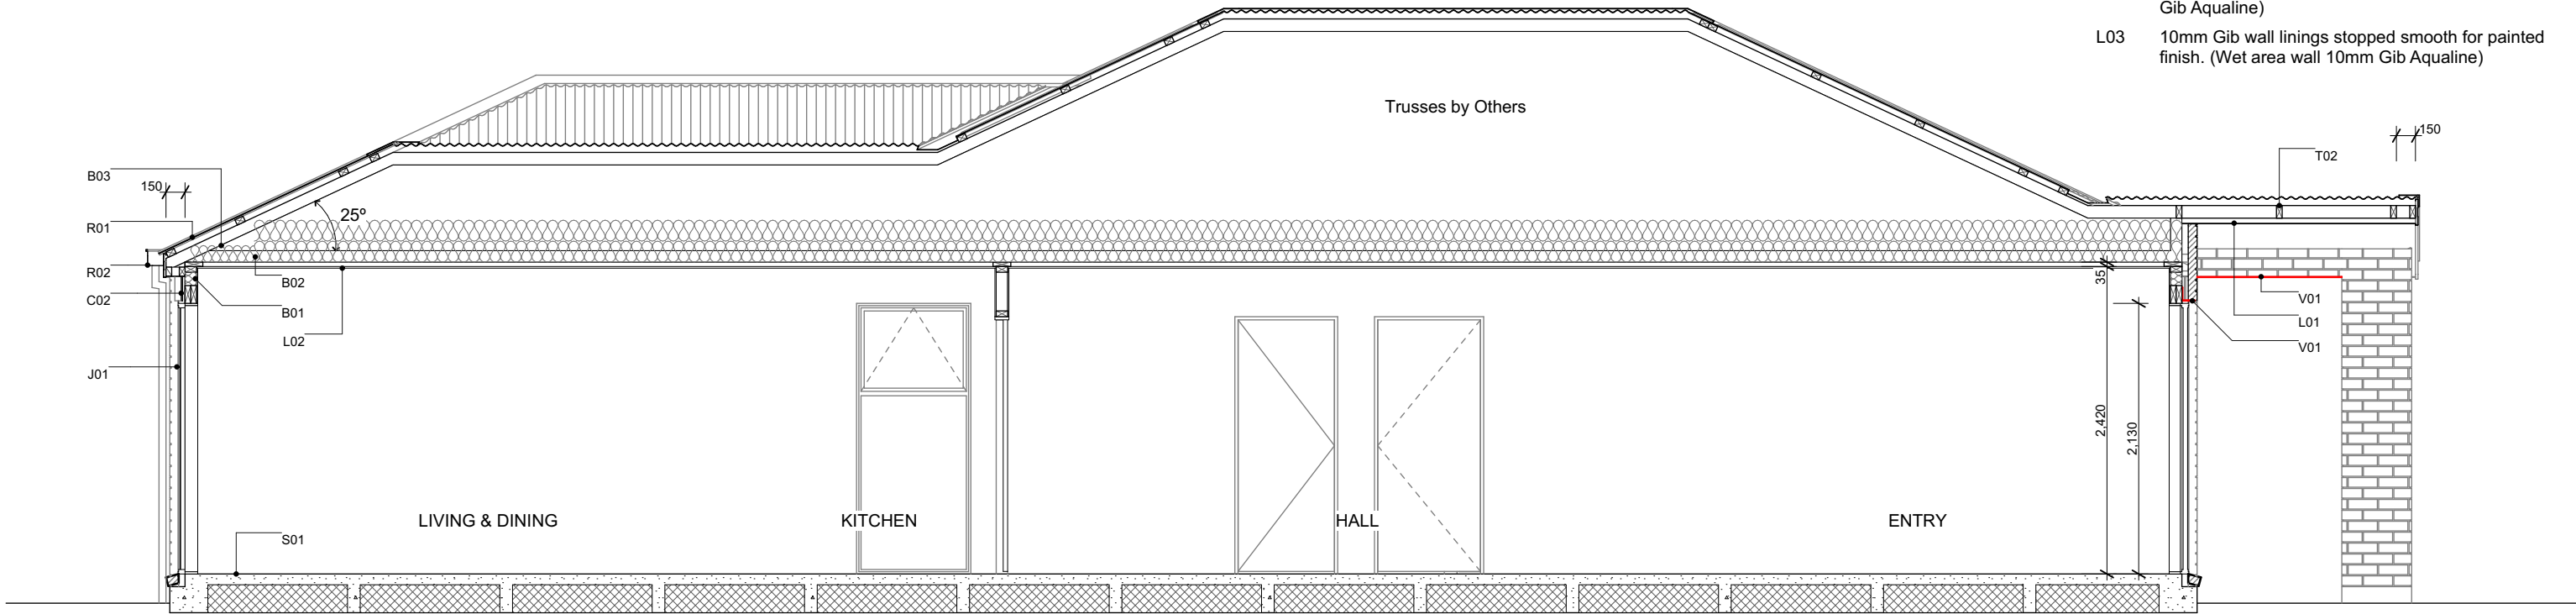 Gib Aqualine)
L03 10mm Gib wall linings stopped smooth for painted
finish. (Wet area wall 10mm Gib Aqualine)
Trusses by Others
150
T02
B03
150
25º
R01
R02
B02
C02
B01
L02
J01
35
V01
L01
V01
2,420
2,130
LIVING & DINING
KITCHEN
HALL
ENTRY
S01